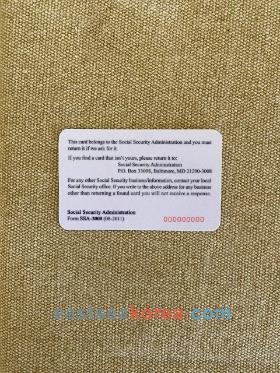 This card belongs to the Social Security Administration and you must
return it if we ask for it.
If you find a card that isn't yours, please return it to:
Social Security Administration
P.O. Box 33008, Baltimore, MD 21290-3008
For any other Social Security business/information, contact your local
Social Security office. If you write to the above address for any business
other than returning a found card you will not receive a response.
Social Security Administration
Form SSA-3000 (08-2011)
000000000
.com